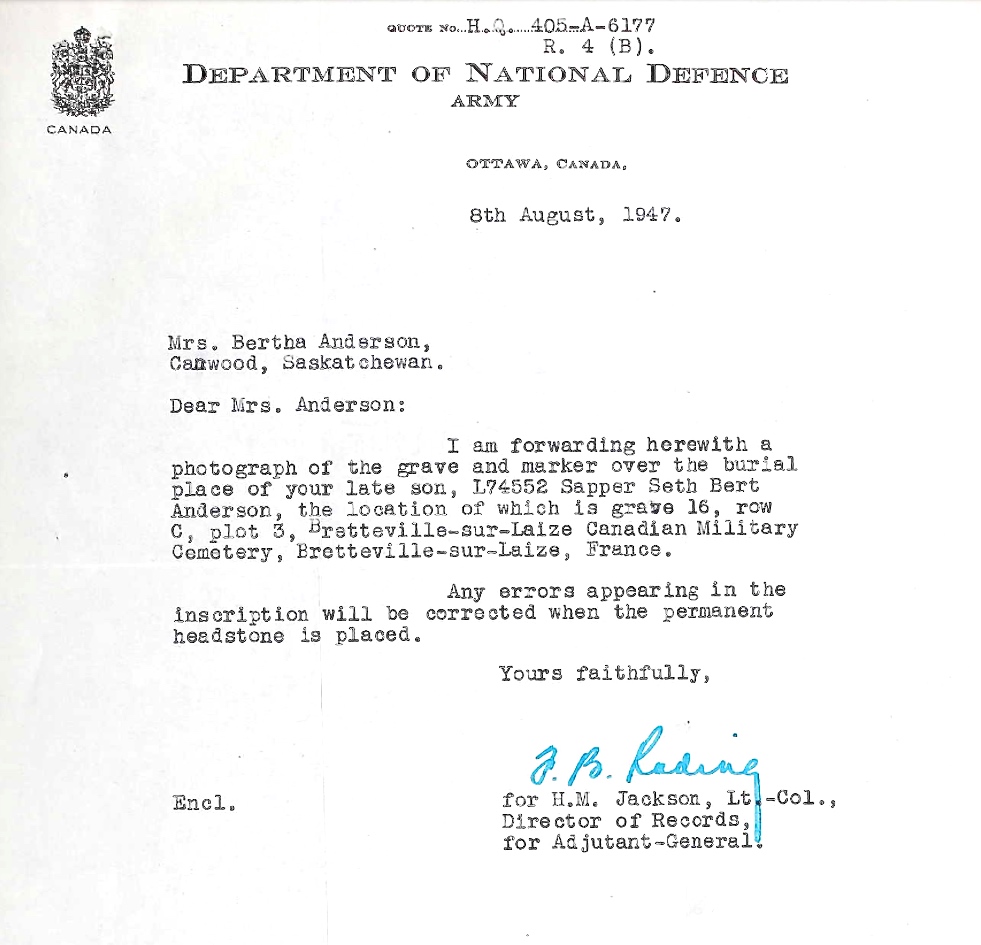 QUOTE No...H.Q.....405-A-6177
R. 4 (B).
DEPARTMENT OF NATIONAL DEFENCE
ARMY
CANADA
OTTAWA, CANADA,
8th August, 1947.
Mrs. Bertha Anderson,
Canwood, Saskatchewan.
Dear Mrs. Anderson:
I am forwarding herewith a
photograph of the grave and marker over the burial
place of your late son, L74552 Sapper Seth Bert
Anderson, the location of which is grave 16, row
C, plot 3, Bretteville-sur-Laize Canadian Military
Cemetery, Bretteville-sur-Laize, France.
Any errors appearing in the
inscription will be corrected when the permanent
headstone is placed.
Yours faithfully,
B.
Encl.
for H.M. Jackson, Lt.-Col.,
Director of Records,
for Adjutant-General.